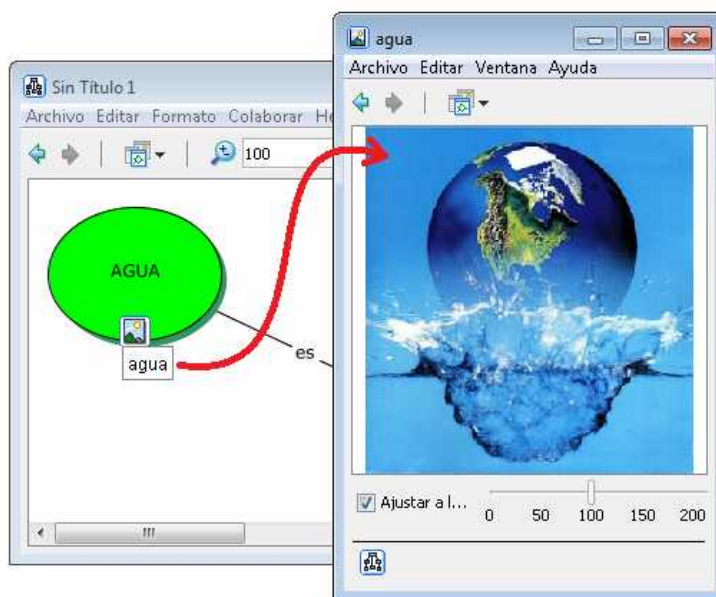 Sin Título 1
Archivo Editar Formato Colaborar He
100
AGUA
agua
es
agua
Archivo Editar Ventana Ayuda
Ajustar a l...
0 50 100 150 200